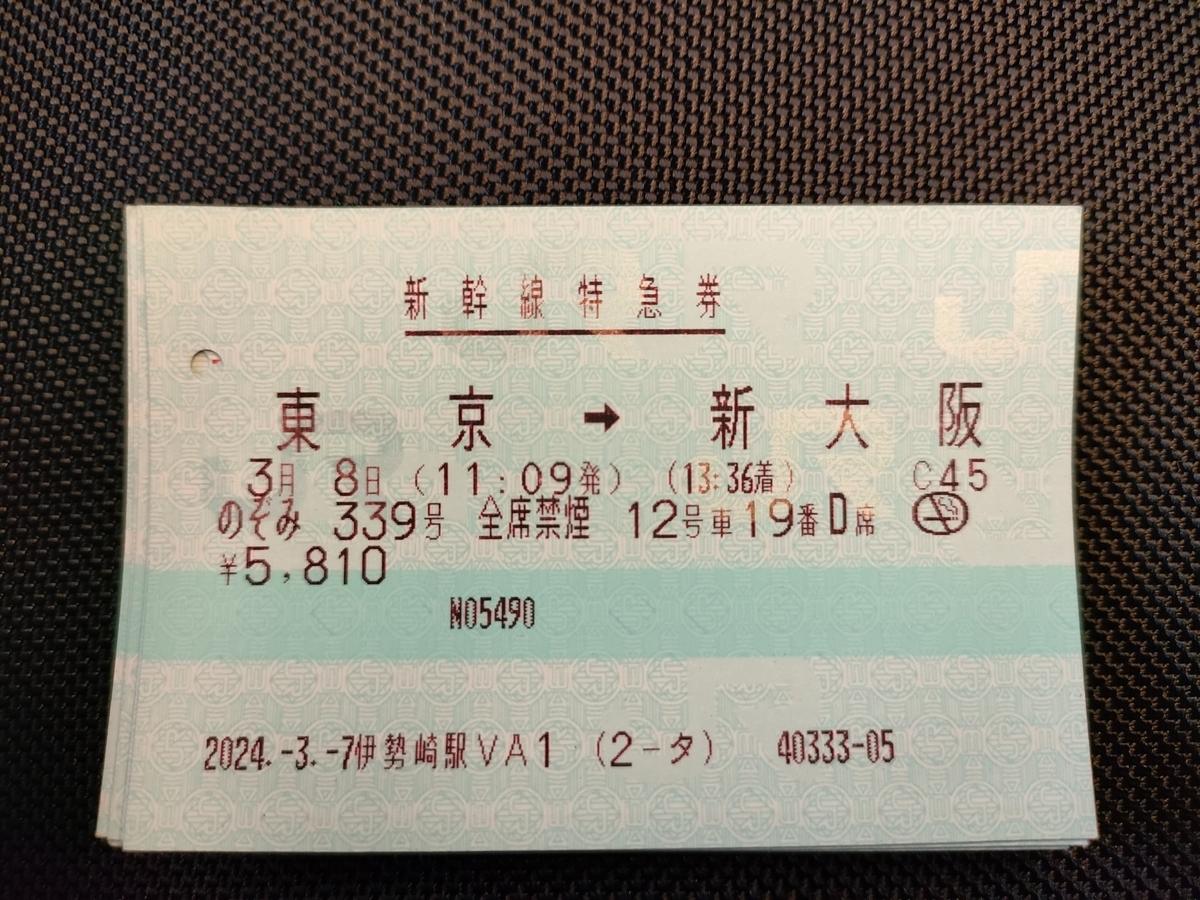 新幹線特急券
東京 → 新大阪
3月 8日 (11:09発) (13:36着) C45
のぞみ 339号 全席禁煙 12号車19番D席
¥5,810
N05490
2024.-3.-7伊勢崎駅VA1 (2-タ) 40333-05